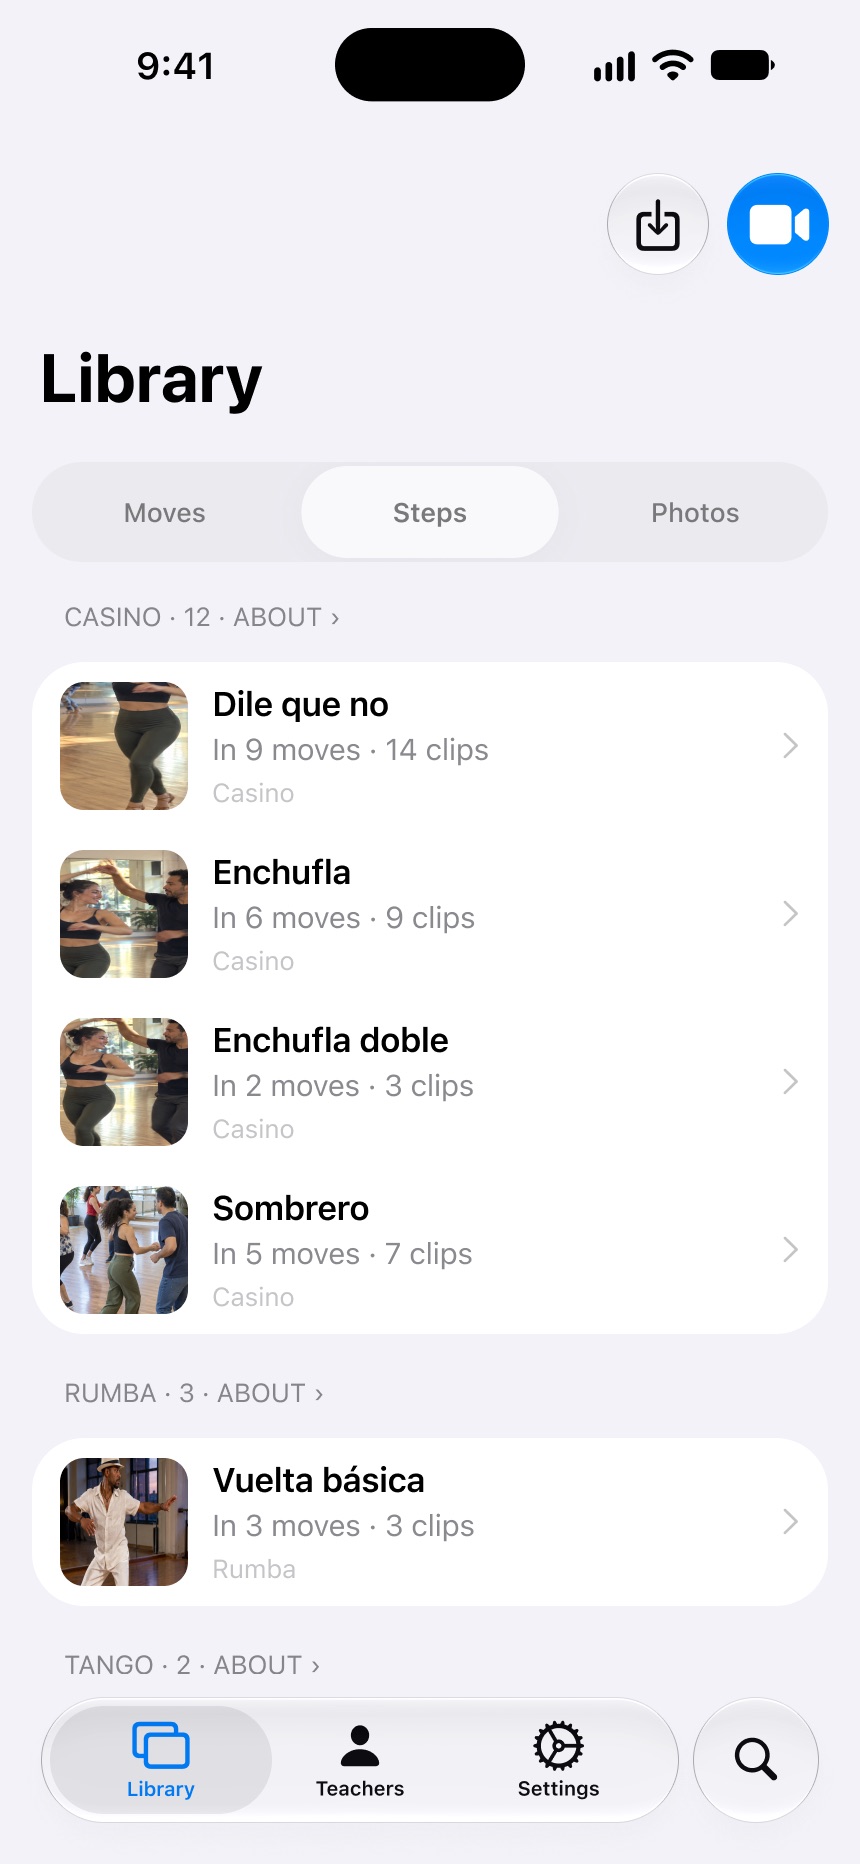 9:41
Library
Moves
Steps
Photos
CASINO · 12 · ABOUT ›
Dile que no
In 9 moves · 14 clips
Casino
Enchufla
In 6 moves · 9 clips
Casino
Enchufla doble
In 2 moves · 3 clips
Casino
Sombrero
In 5 moves · 7 clips
Casino
RUMBA · 3 · ABOUT ›
Vuelta básica
In 3 moves · 3 clips
Rumba
TANGO · 2 · ABOUT ›
Library
Teachers
Settings